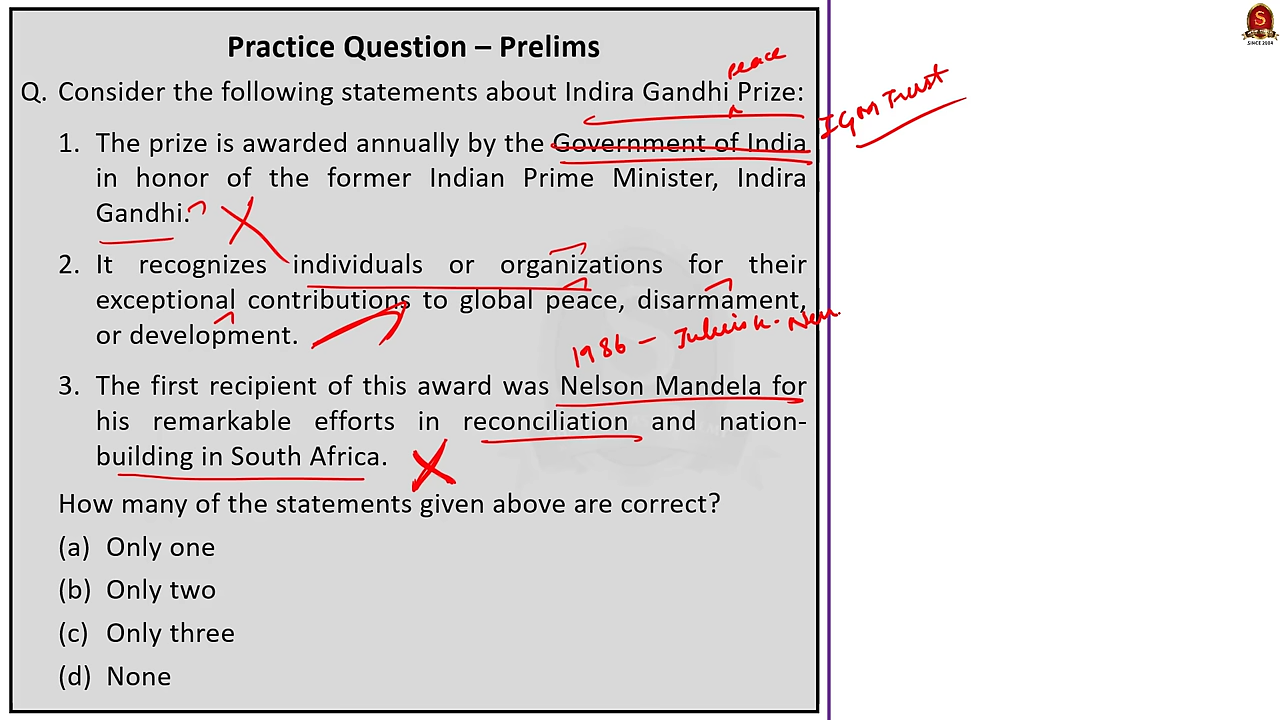 Practice Question – Prelims
peace
Q. Consider the following statements about Indira Gandhi Prize:
IGM Trust
1. The prize is awarded annually by the Government of India
in honor of the former Indian Prime Minister, Indira
Gandhi.
2. It recognizes individuals or organizations for their
exceptional contributions to global peace, disarmament,
or development.
1986 –
3. The first recipient of this award was Nelson Mandela for
his remarkable efforts in reconciliation and nation-
building in South Africa.
How many of the statements given above are correct?
(a) Only one
(b) Only two
(c) Only three
(d) None
S
SINCE 2004